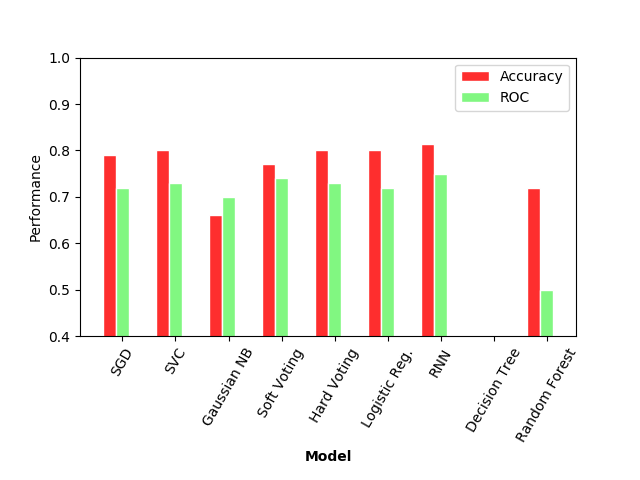 1.0
0.9
0.8
0.7
0.6
0.5
0.4
Performance
Accuracy
ROC
SGD
SVC
Gaussian NB
Soft Voting
Hard Voting
Logistic Reg.
RNN
Decision Tree
Random Forest
Model